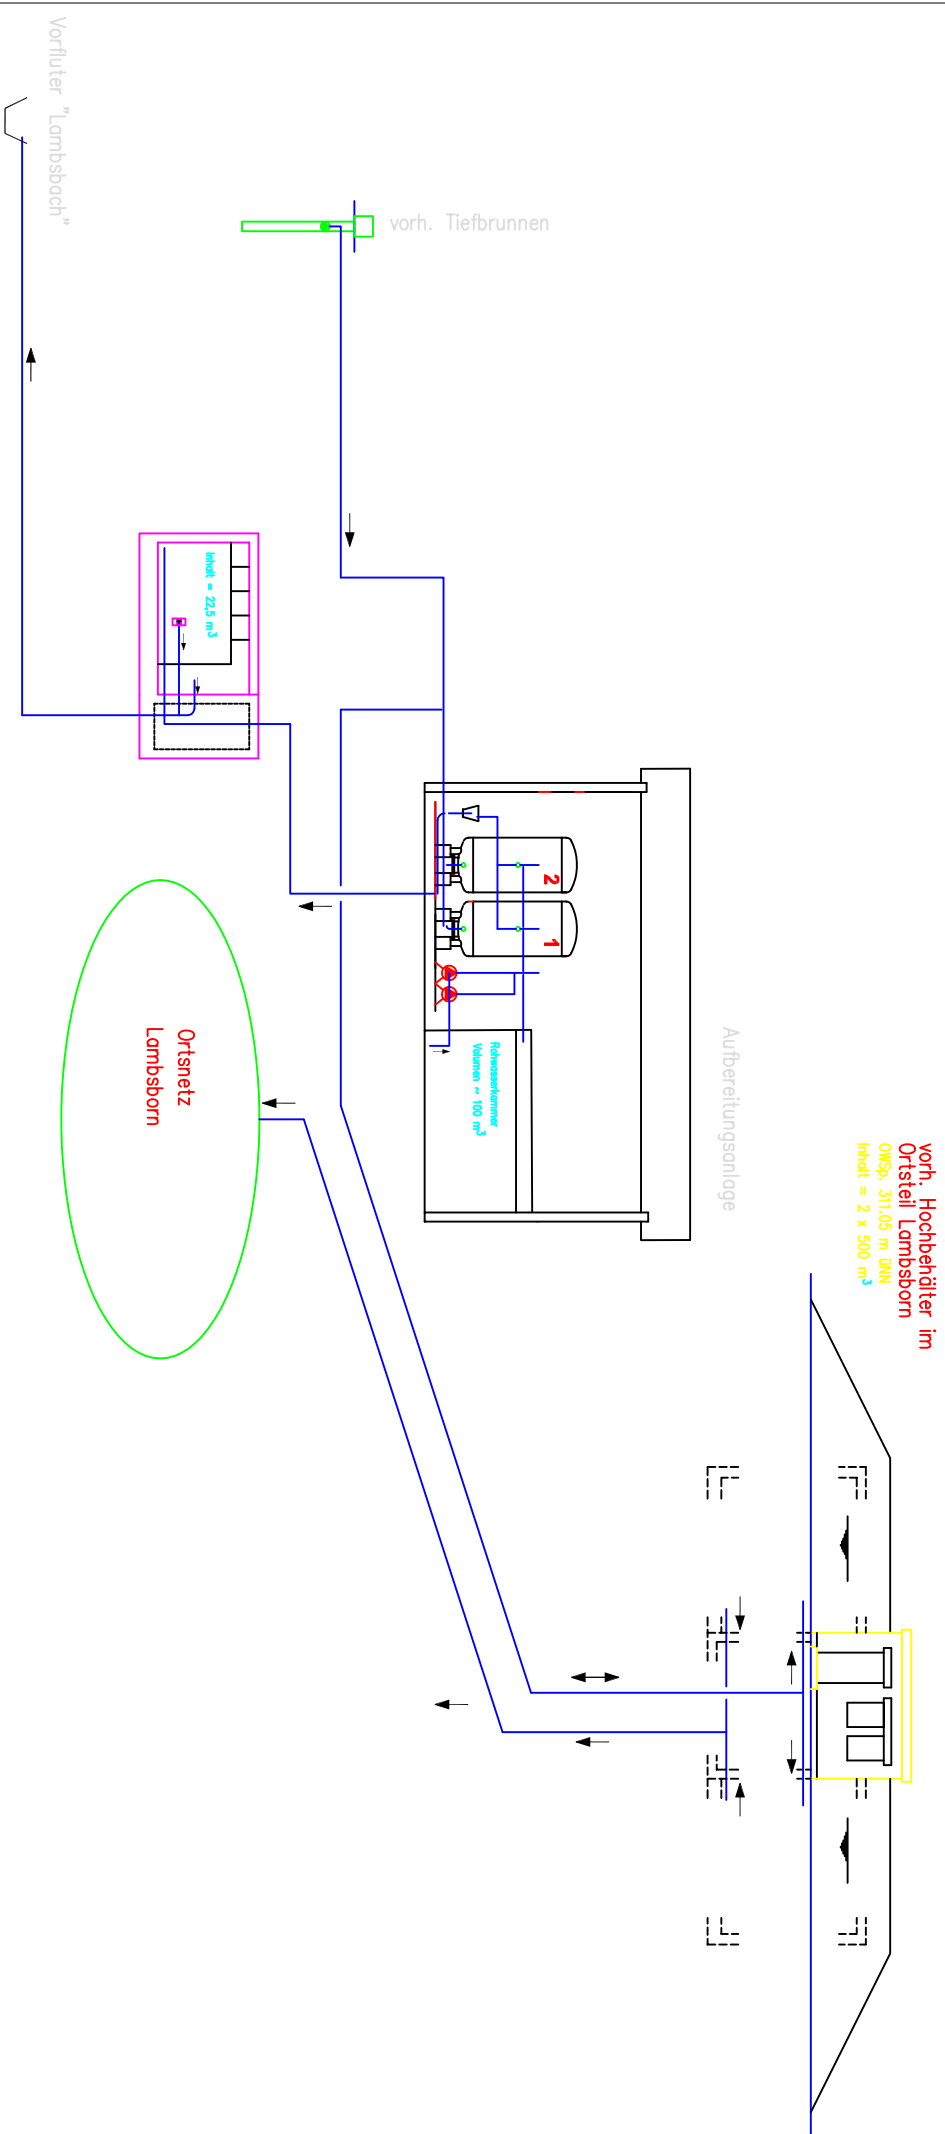 vorh. Hochbehälter im
Ortsteil Lambsborn
OWSp. 311.05 m üNN
Inhalt = 2 x 500 m³
Aufbereitungsanlage
vorh. Tiefbrunnen
2
1
Rohwasserkammer
Volumen ~ 100 m³
Inhalt = 22,5 m³
Ortsnetz
Lambsborn
Vorfluter "Lambsbach"